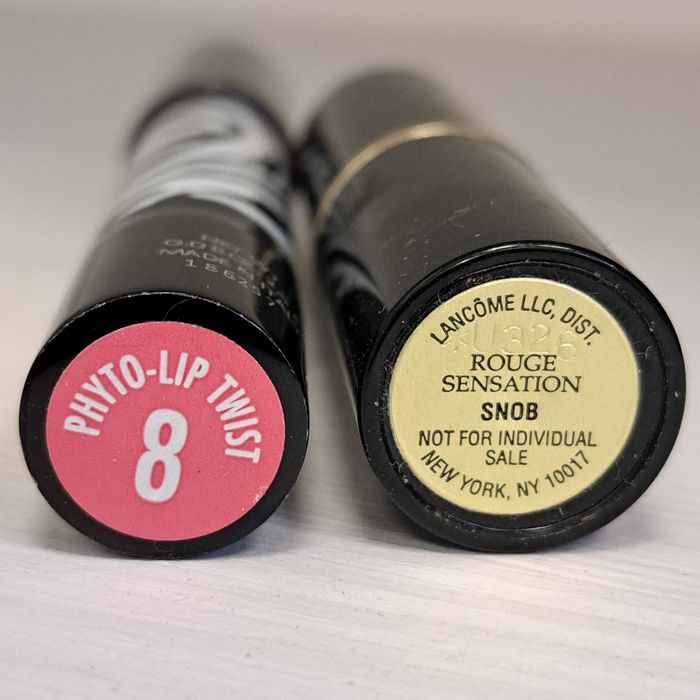 PHYTO-LIP TWIST
8
LANCÔME LLC, DIST.
ROUGE
SENSATION
SNOB
NOT FOR INDIVIDUAL
SALE
NEW YORK, NY 10017